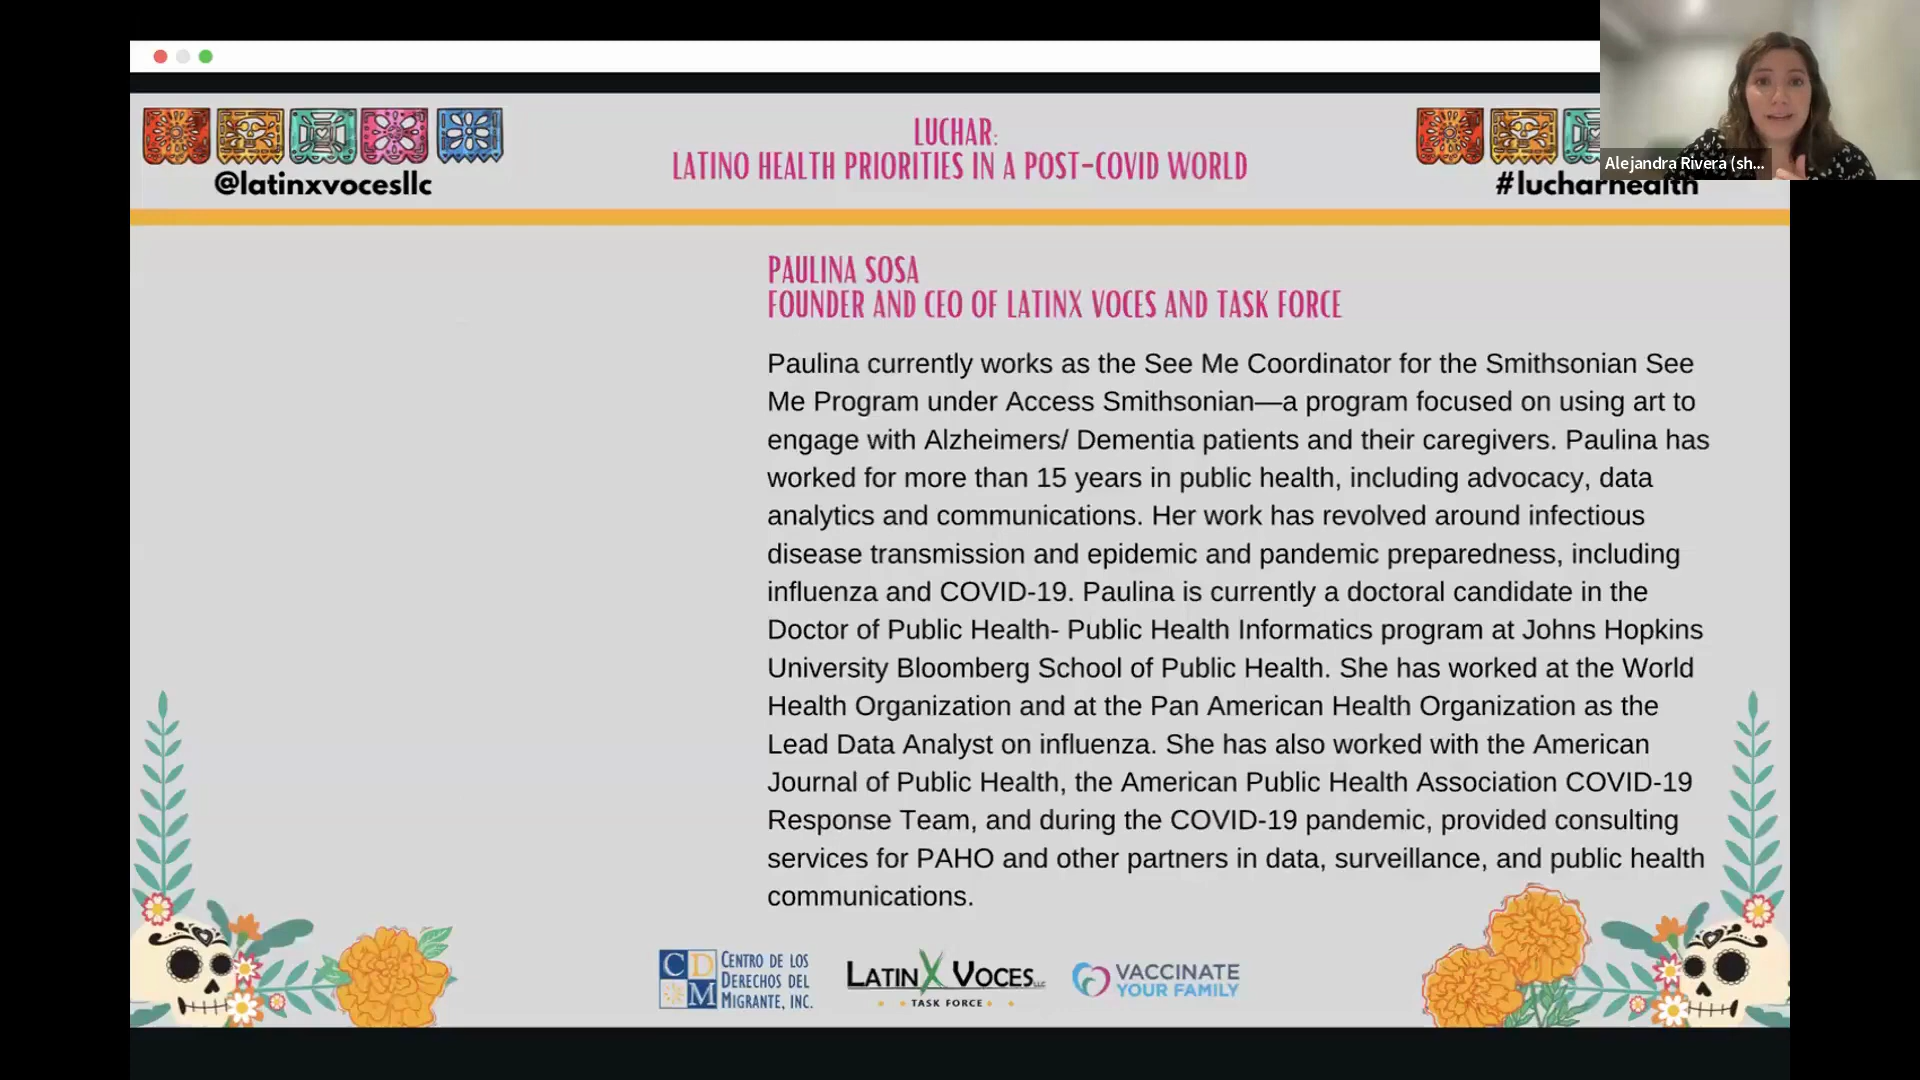 LUCHAR:
LATINO HEALTH PRIORITIES IN A POST-COVID WORLD
@latinxvocesllc
#lucharhealth
Alejandra Rivera (sh...
PAULINA SOSA
FOUNDER AND CEO OF LATINX VOCES AND TASK FORCE
Paulina currently works as the See Me Coordinator for the Smithsonian See
Me Program under Access Smithsonian—a program focused on using art to
engage with Alzheimers/ Dementia patients and their caregivers. Paulina has
worked for more than 15 years in public health, including advocacy, data
analytics and communications. Her work has revolved around infectious
disease transmission and epidemic and pandemic preparedness, including
influenza and COVID-19. Paulina is currently a doctoral candidate in the
Doctor of Public Health- Public Health Informatics program at Johns Hopkins
University Bloomberg School of Public Health. She has worked at the World
Health Organization and at the Pan American Health Organization as the
Lead Data Analyst on influenza. She has also worked with the American
Journal of Public Health, the American Public Health Association COVID-19
Response Team, and during the COVID-19 pandemic, provided consulting
services for PAHO and other partners in data, surveillance, and public health
communications.
CDM
CENTRO DE LOS
DERECHOS DEL
MIGRANTE, INC.
LATINX VOCES LLC
TASK FORCE
VACCINATE
YOUR FAMILY